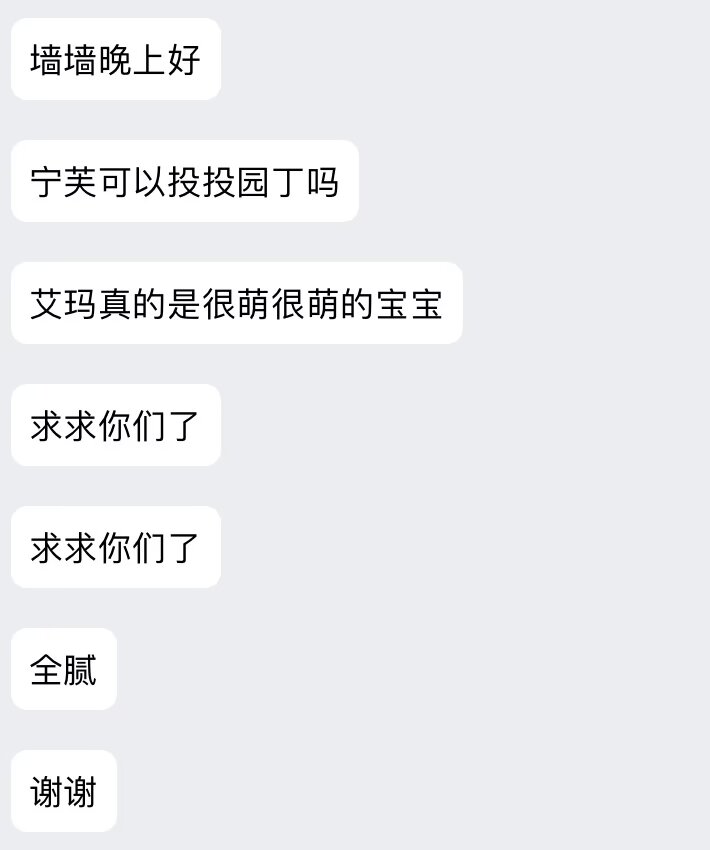 墙墙晚上好
宁芙可以投投园丁吗
艾玛真的是很萌很萌的宝宝
求求你们了
求求你们了
全腻
谢谢